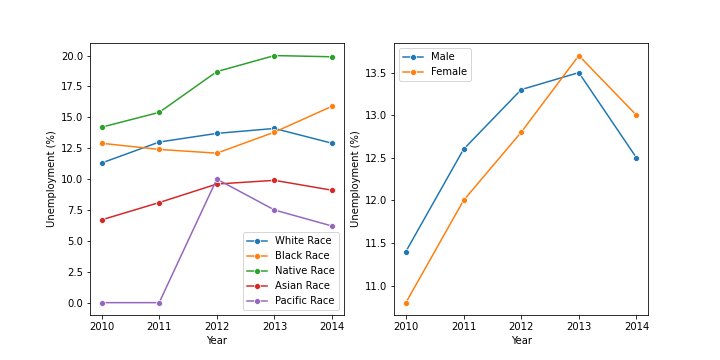 20.0
17.5
15.0
12.5
10.0
7.5
5.0
2.5
0.0
Unemployment (%)
2010 2011 2012 2013 2014
Year
White Race
Black Race
Native Race
Asian Race
Pacific Race
13.5
13.0
12.5
12.0
11.5
11.0
Unemployment (%)
2010 2011 2012 2013 2014
Year
Male
Female